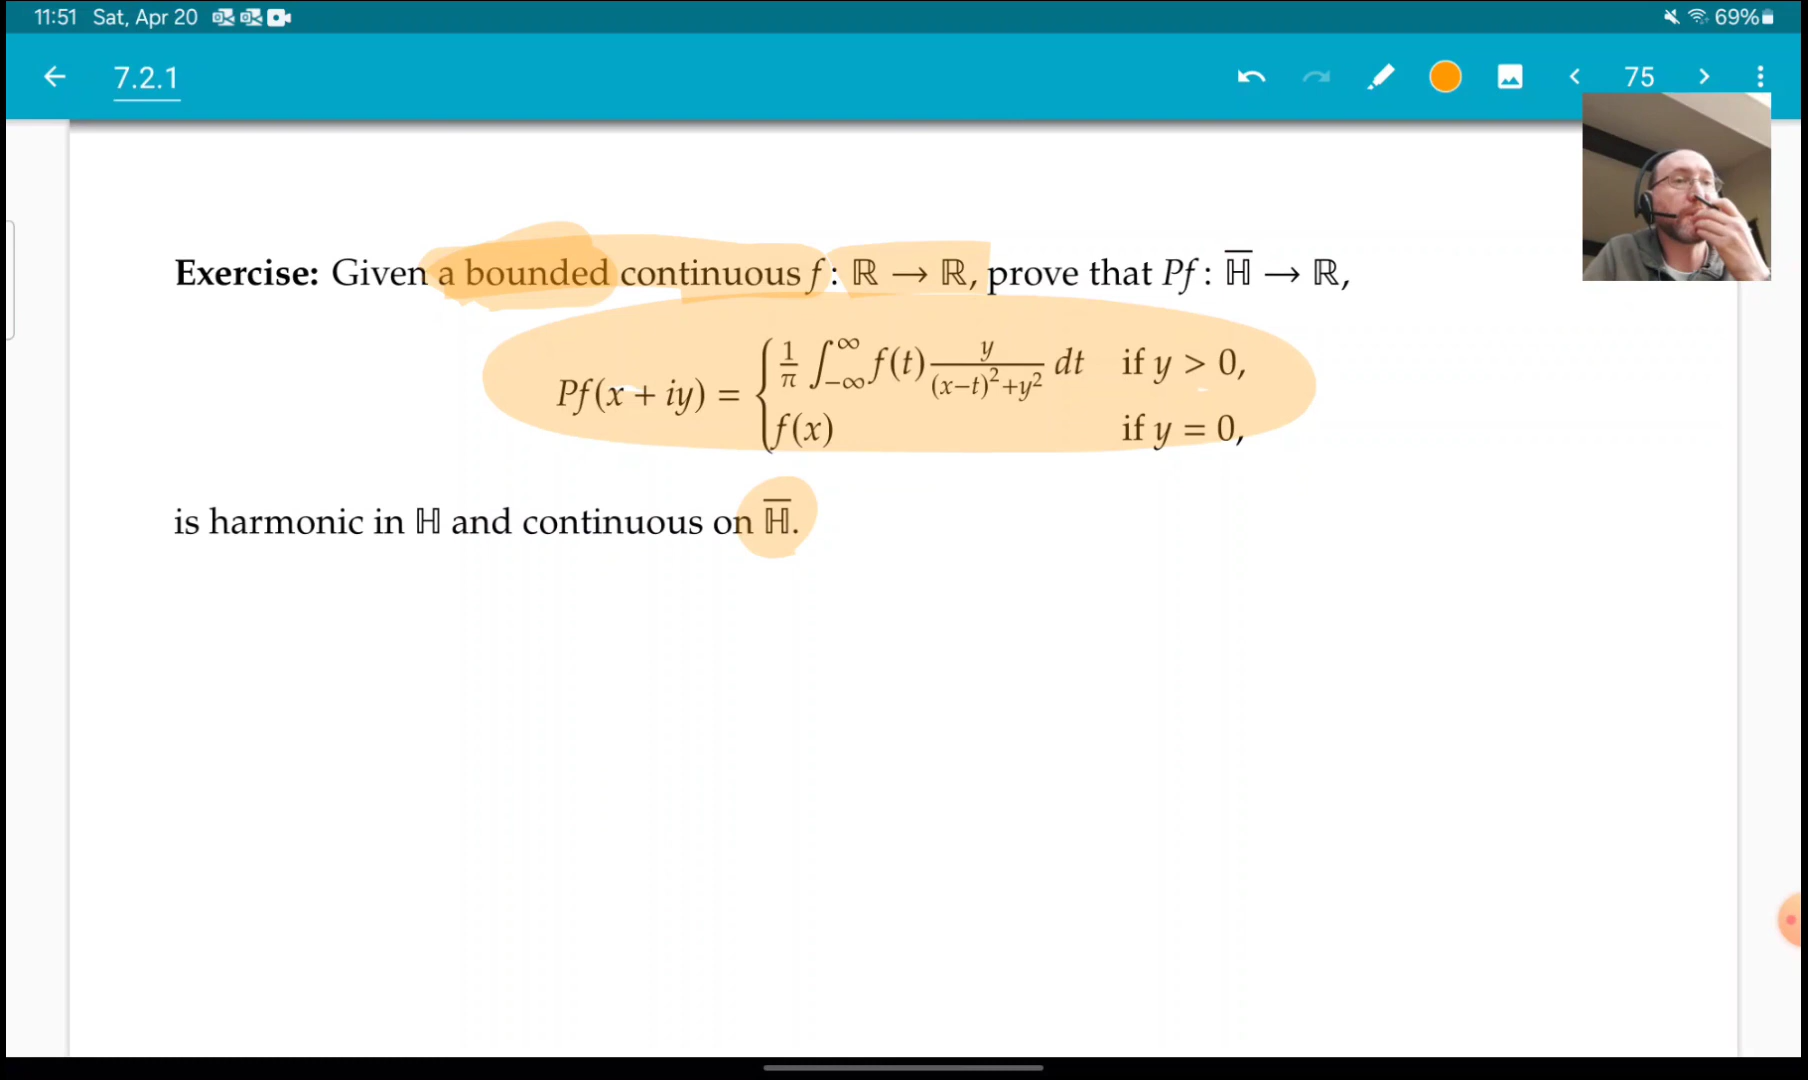 11:51 Sat, Apr 20 69%
7.2.1 75
Exercise: Given a bounded continuous f : ℝ → ℝ, prove that Pf : ℍ̅ → ℝ,
Pf(x + iy) = { 1/π ∫_{−∞}^{∞} f(t) y/((x−t)²+y²) dt if y > 0,
f(x) if y = 0,
is harmonic in ℍ and continuous on ℍ̅.